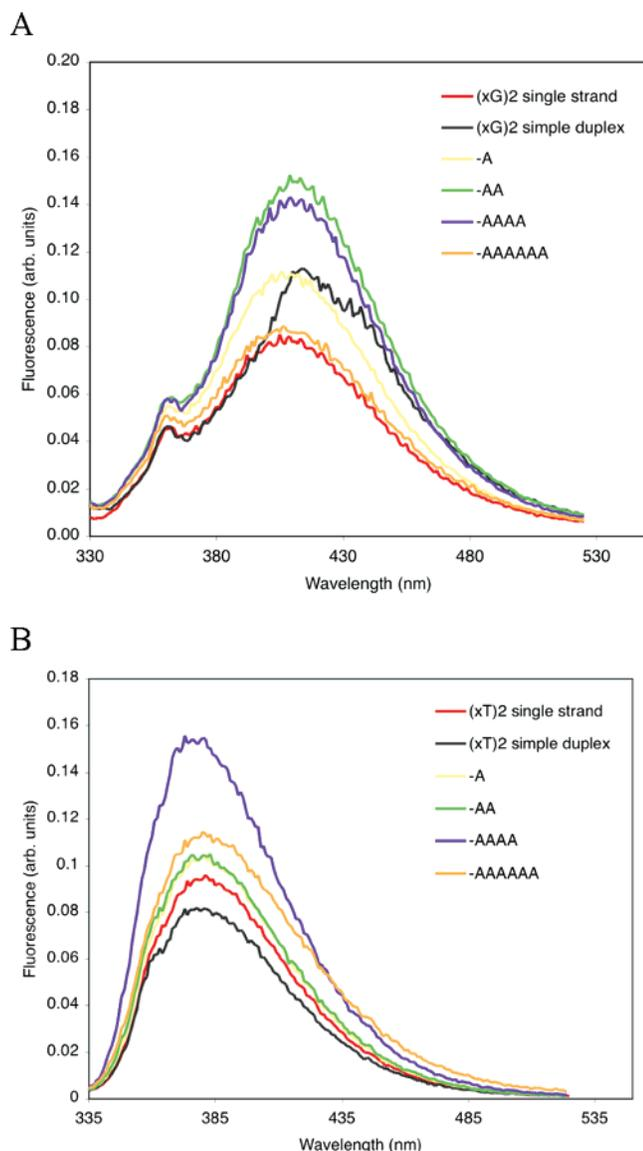 A
0.20
0.18
0.16
0.14
0.12
0.10
0.08
0.06
0.04
0.02
0.00
Fluorescence (arb. units)
(xG)2 single strand
(xG)2 simple duplex
-A
-AA
-AAAA
-AAAAAA
330
380
430
480
530
Wavelength (nm)
B
0.18
0.16
0.14
0.12
0.1
0.08
0.06
0.04
0.02
0
Fluorescence (arb. units)
(xT)2 single strand
(xT)2 simple duplex
-A
-AA
-AAAA
-AAAAAA
335
385
435
485
535
Wavelength (nm)